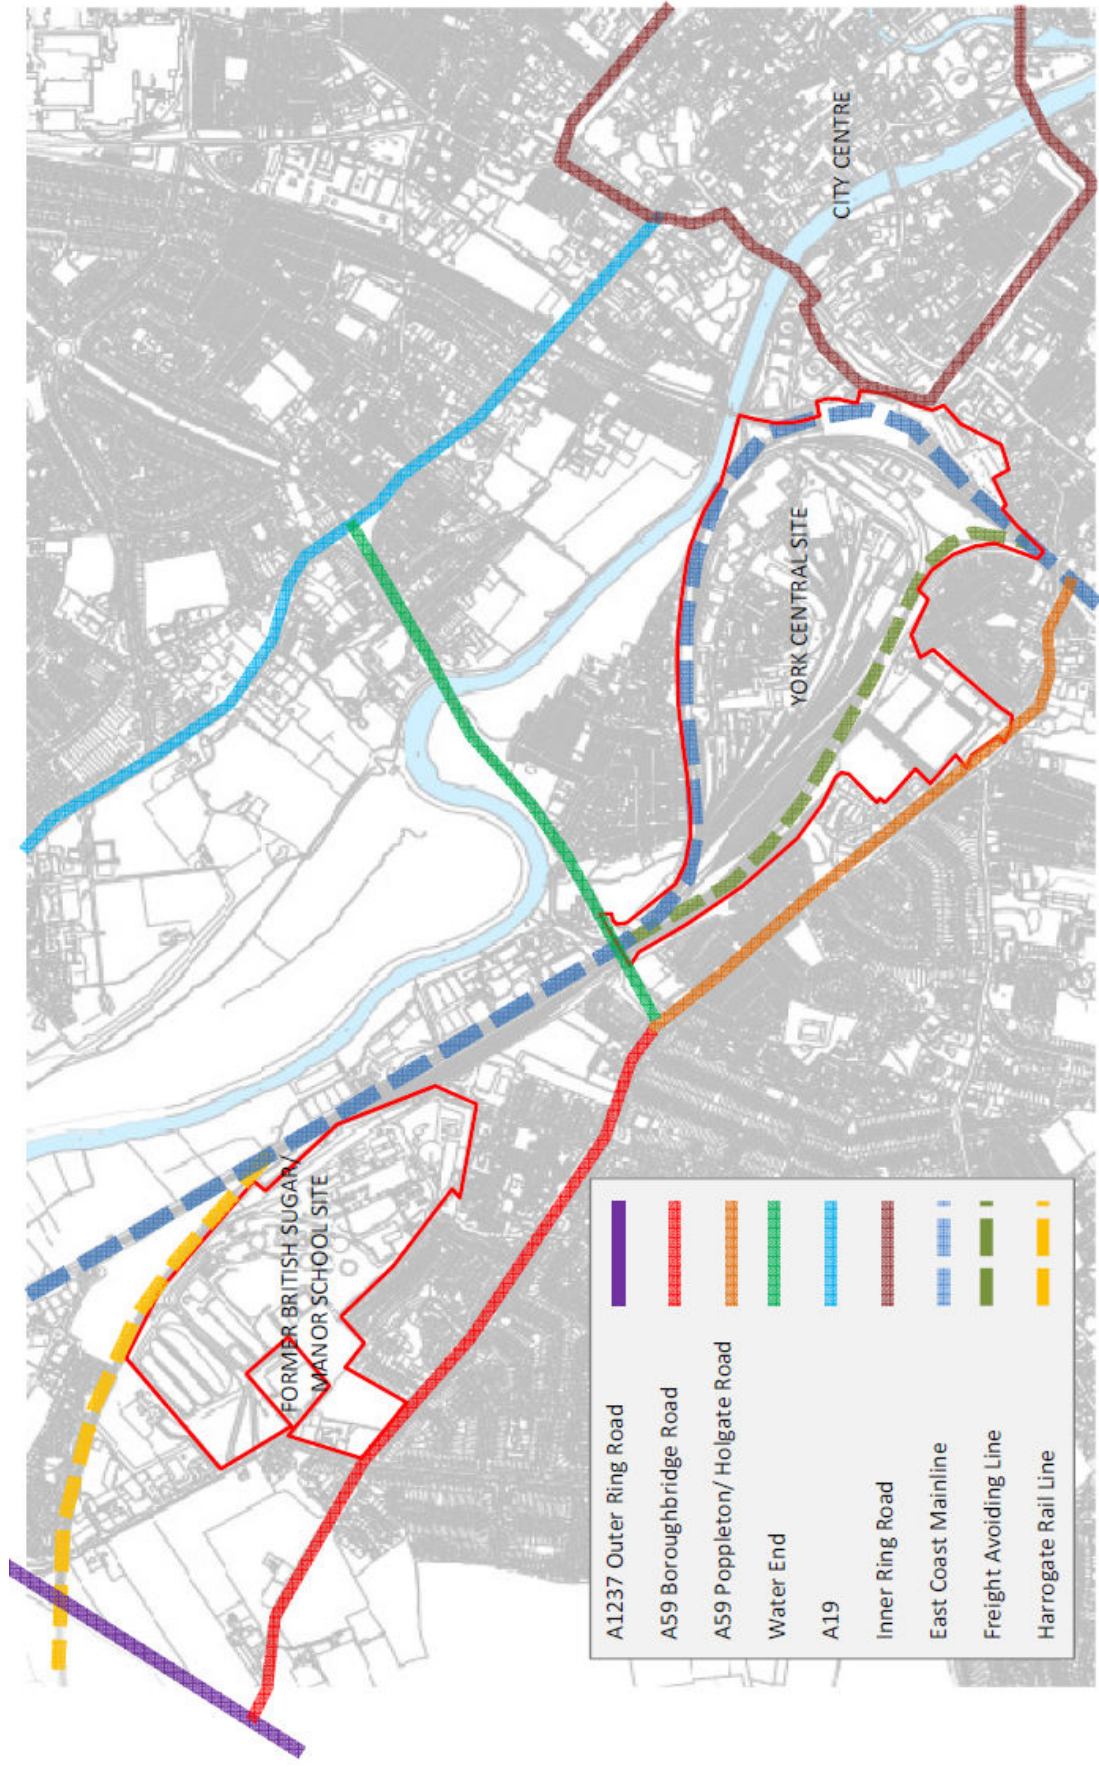 FORMER BRITISH SUGAR/
MANOR SCHOOL SITE
YORK CENTRAL SITE
CITY CENTRE
A1237 Outer Ring Road
A59 Boroughbridge Road
A59 Poppleton/ Holgate Road
Water End
A19
Inner Ring Road
East Coast Mainline
Freight Avoiding Line
Harrogate Rail Line